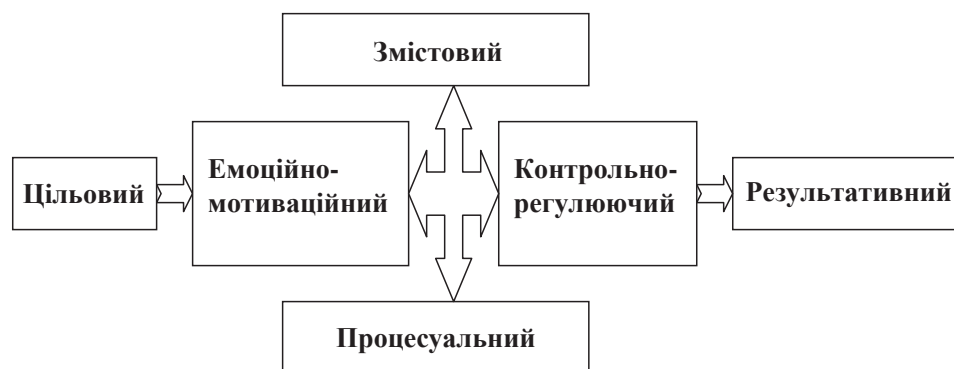 Змістовий
Цільовий
Емоційно-
мотиваційний
Контрольно-
регулюючий
Результативний
Процесуальний